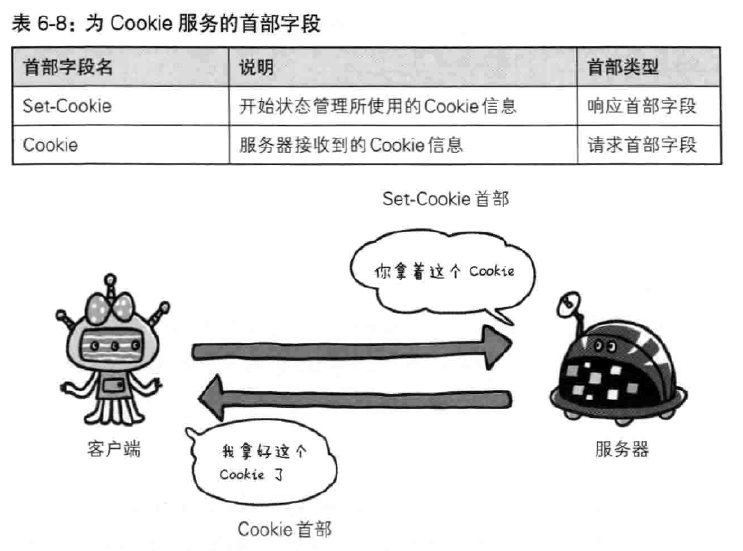 表 6-8：为 Cookie 服务的首部字段
首部字段名 说明 首部类型
Set-Cookie 开始状态管理所使用的Cookie信息 响应首部字段
Cookie 服务器接收到的Cookie信息 请求首部字段
Set-Cookie 首部
你拿着这个 Cookie
客户端
服务器
我拿好这个
Cookie 了
Cookie 首部